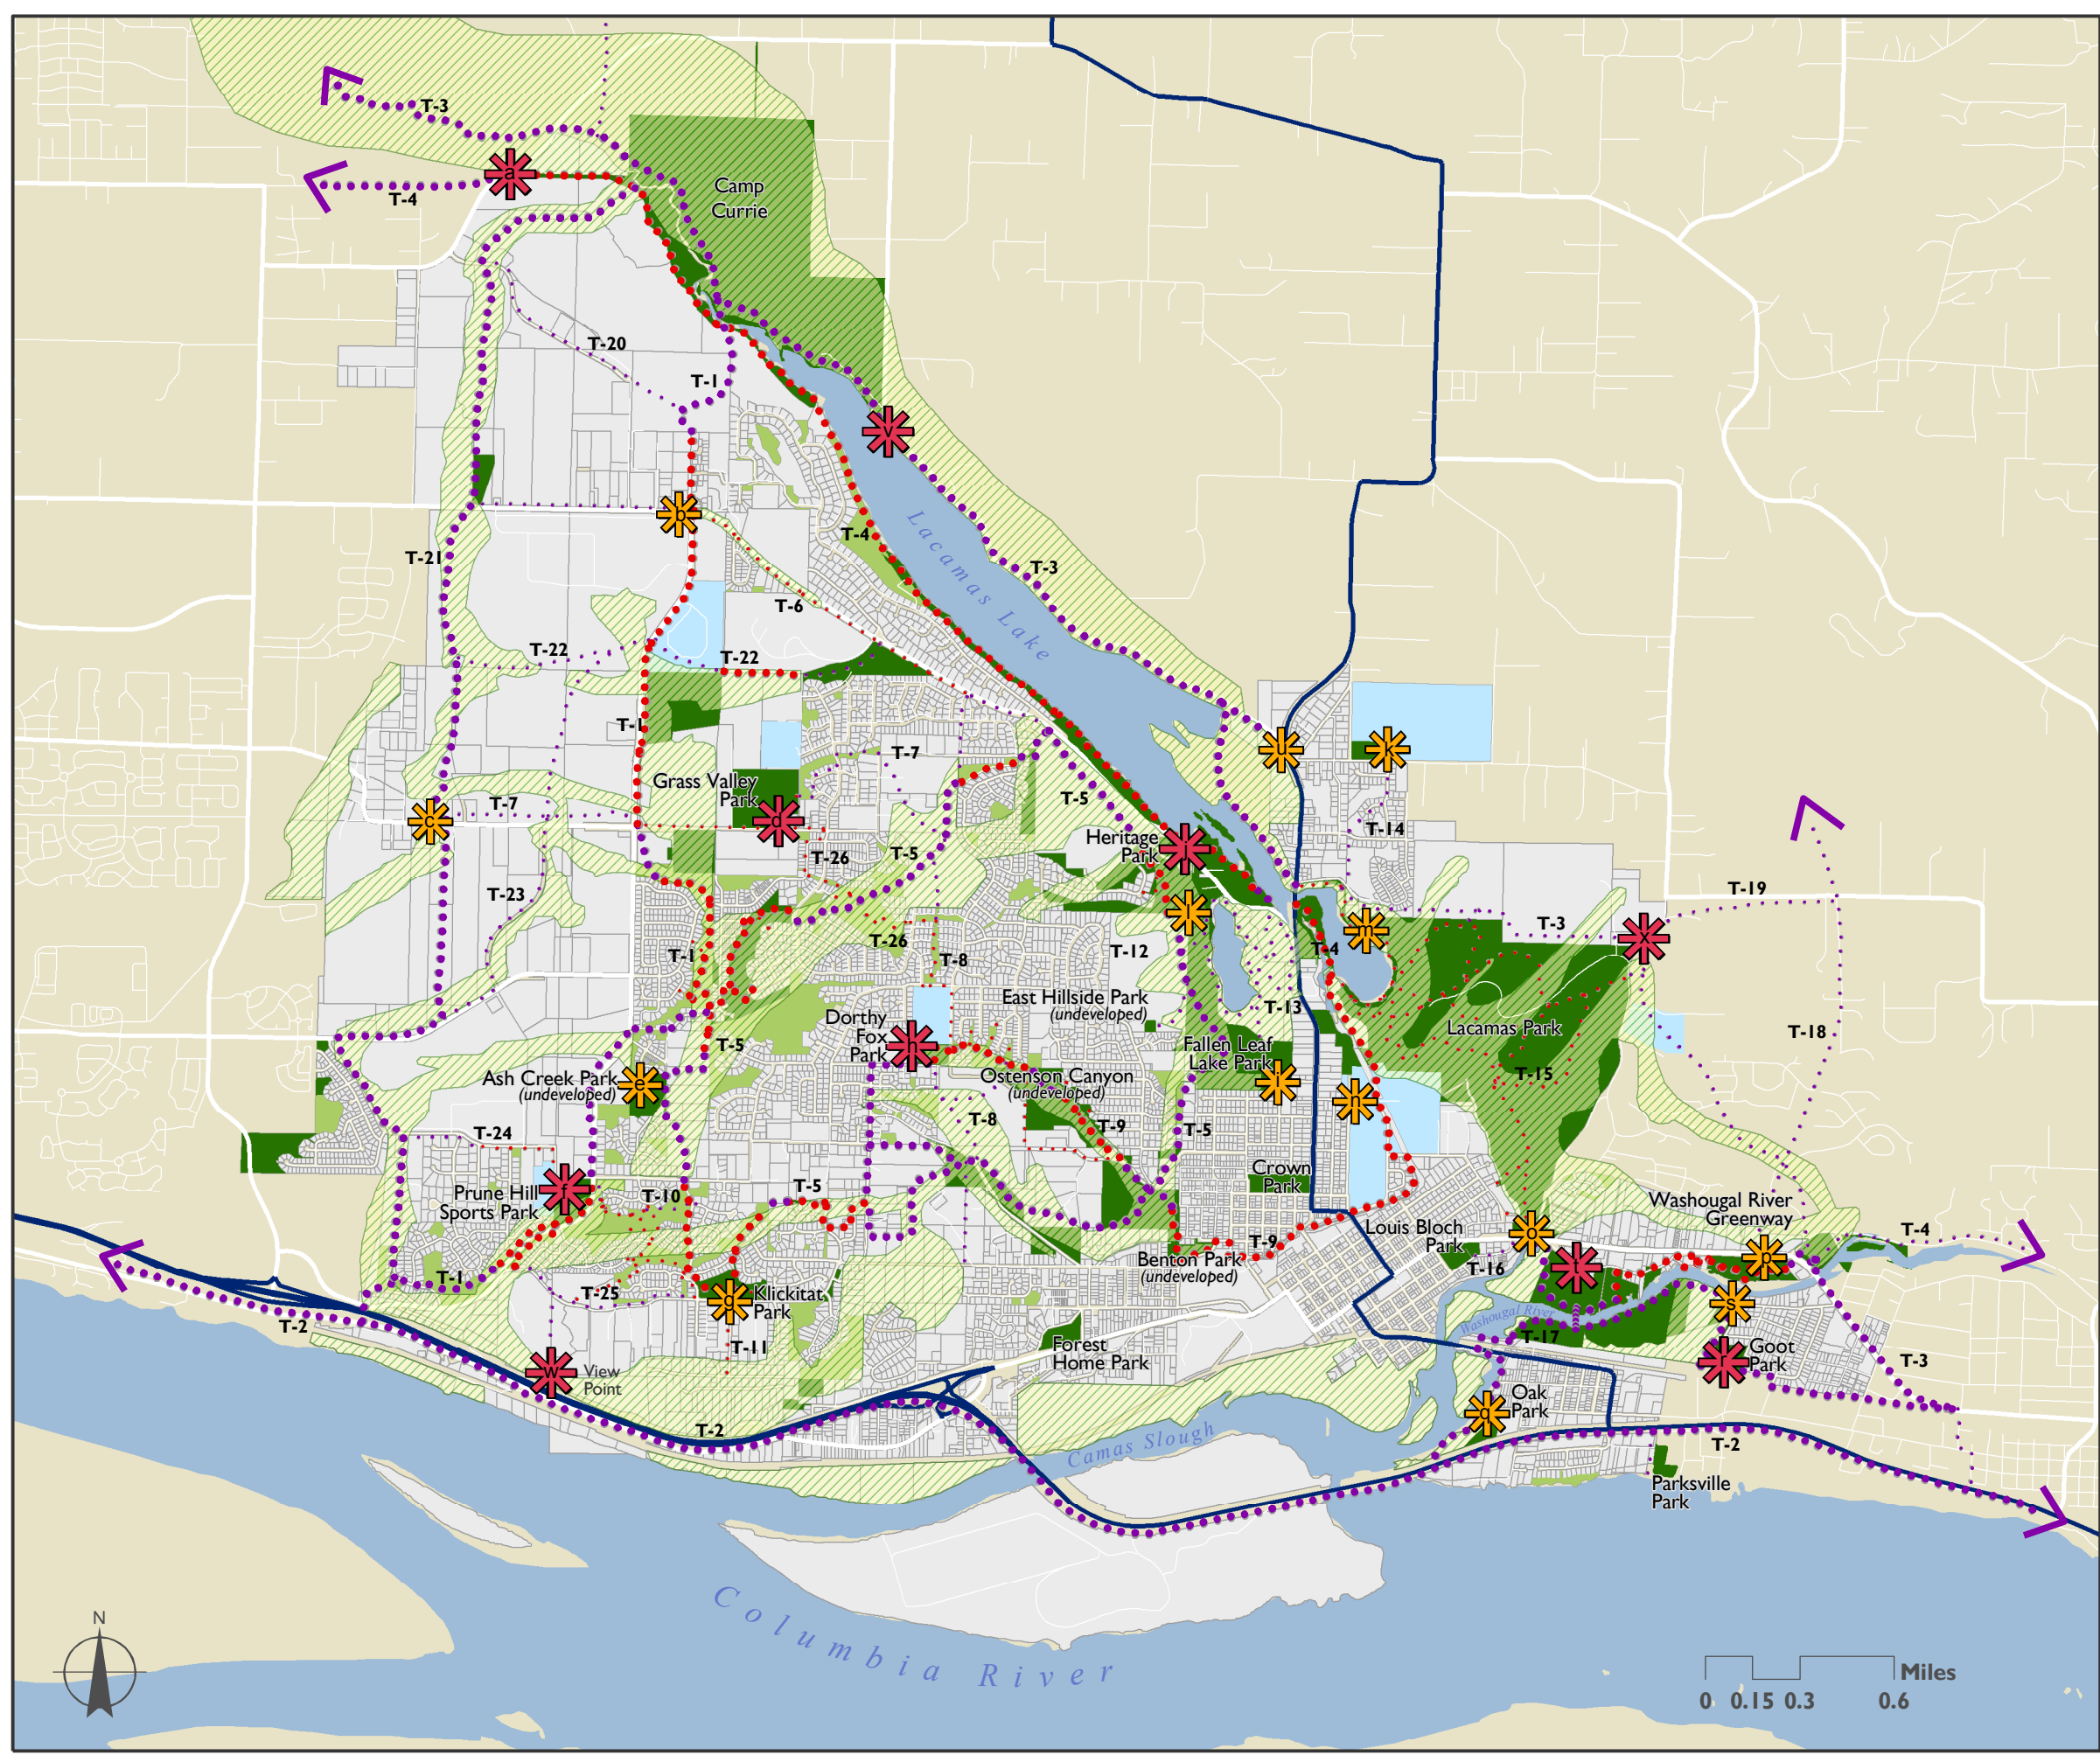 T-3
a
T-4
Camp
Currie
T-20
T-1
v
b
T-4
T-21
T-6
T-3
Lacamas Lake
T-22
T-22
T-1
u
k
T-7
Grass Valley
Park
d
T-5
T-7
c
T-14
Heritage
Park
T-26
T-5
T-23
T-19
T-3
x
n
T-1
T-26
T-8
T-12
T-4
East Hillside Park
(undeveloped)
T-13
Dorthy
Fox
Park
h
Lacamas Park
T-18
T-5
Fallen Leaf
Lake Park
j
Ash Creek Park
(undeveloped)
e
Ostenson Canyon
(undeveloped)
T-15
T-24
T-8
T-9
T-5
Crown
Park
Prune Hill
Sports Park
f
T-10
T-5
Washougal River
Greenway
Louis Bloch
Park
o
T-4
T-9
Benton Park
(undeveloped)
T-16
t
p
T-1
T-25
g
Klickitat
Park
s
Washougal River
T-2
T-11
Forest
Home Park
T-17
r
Goot
Park
T-3
w
View
Point
Oak
Park
q
T-2
Camas Slough
T-2
Parksville
Park
Columbia River
N
Miles
0 0.15 0.3 0.6